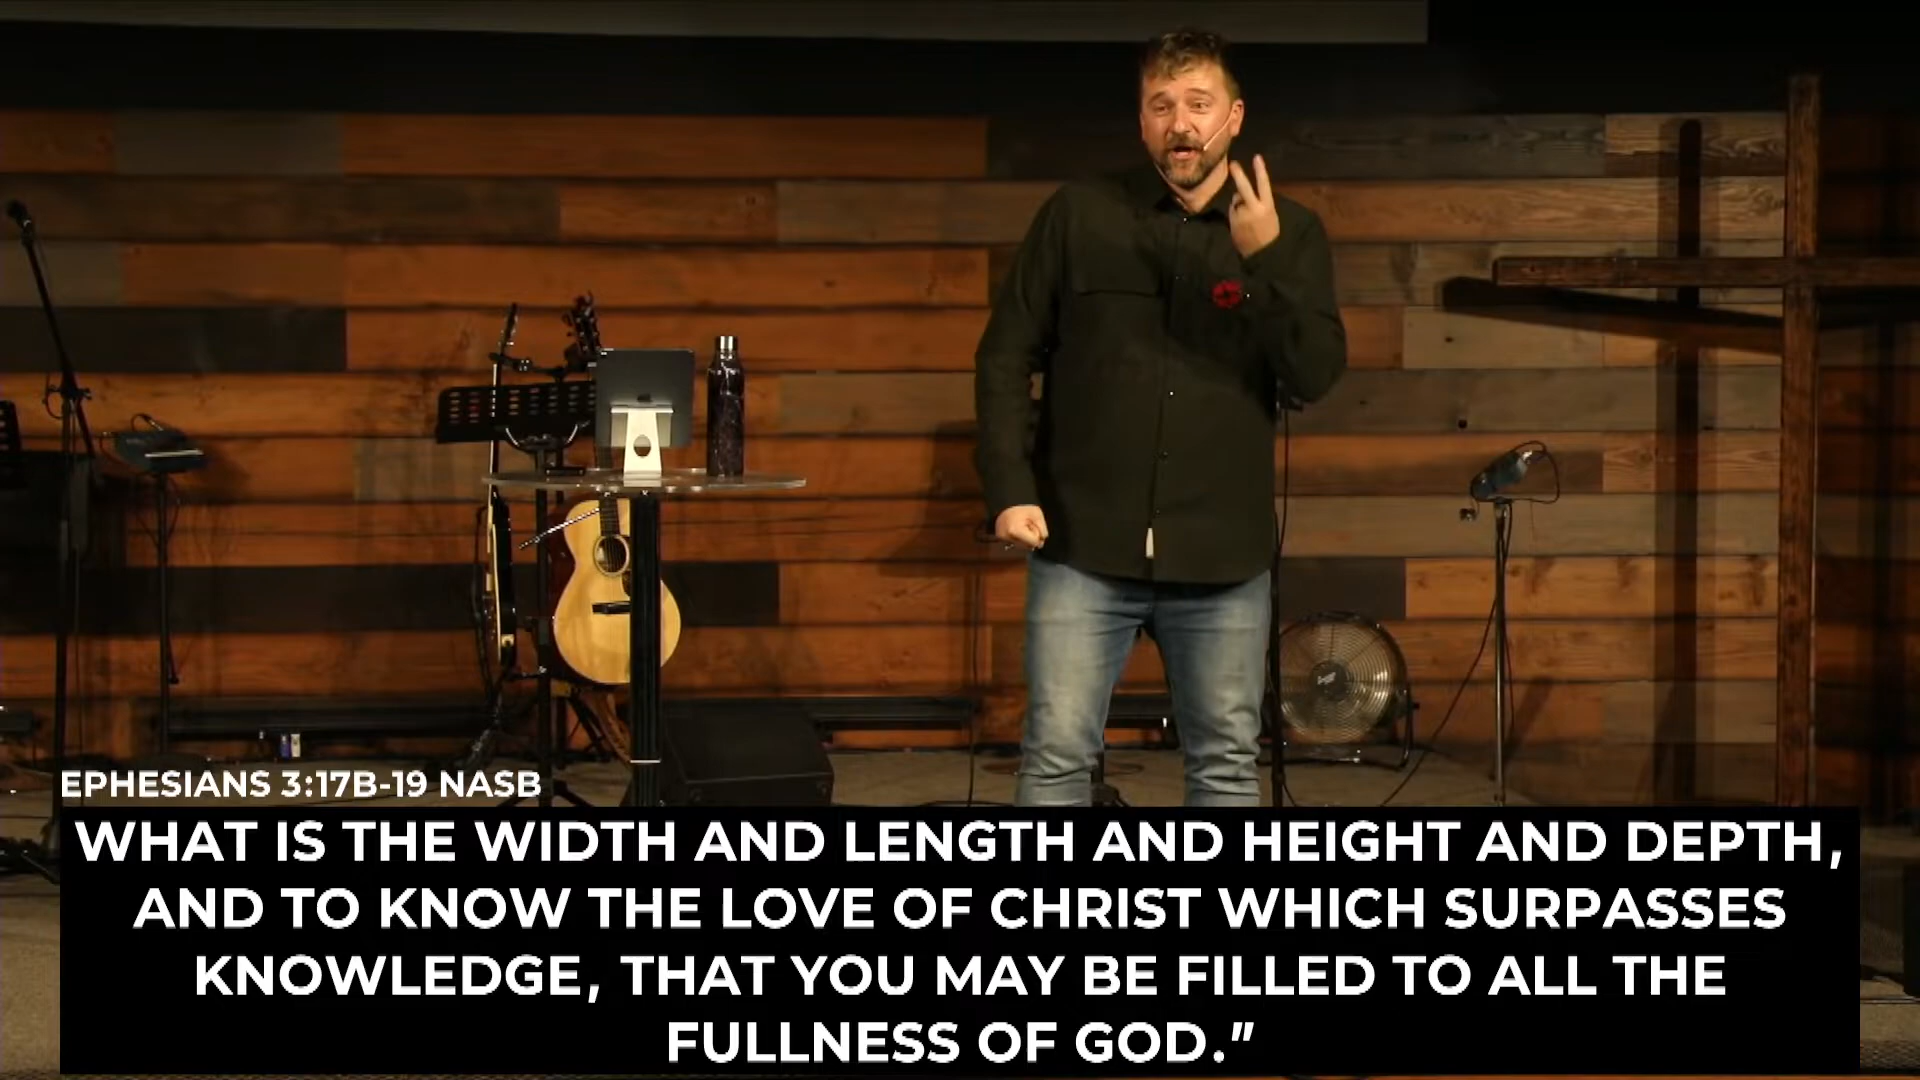 EPHESIANS 3:17B-19 NASB
WHAT IS THE WIDTH AND LENGTH AND HEIGHT AND DEPTH,
AND TO KNOW THE LOVE OF CHRIST WHICH SURPASSES
KNOWLEDGE, THAT YOU MAY BE FILLED TO ALL THE
FULLNESS OF GOD.”